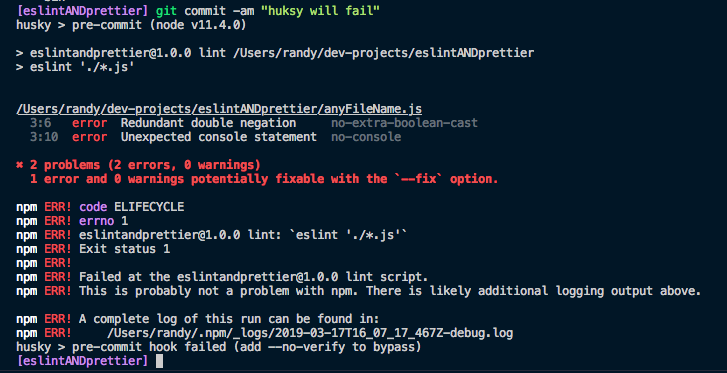 [eslintANDprettier] git commit -am "huksy will fail"
husky > pre-commit (node v11.4.0)
> eslintandprettier@1.0.0 lint /Users/randy/dev-projects/eslintANDprettier
> eslint './*.js'
/Users/randy/dev-projects/eslintANDprettier/anyFileName.js
3:6 error Redundant double negation no-extra-boolean-cast
3:10 error Unexpected console statement no-console
✖ 2 problems (2 errors, 0 warnings)
1 error and 0 warnings potentially fixable with the `--fix` option.
npm ERR! code ELIFECYCLE
npm ERR! errno 1
npm ERR! eslintandprettier@1.0.0 lint: `eslint './*.js'`
npm ERR! Exit status 1
npm ERR!
npm ERR! Failed at the eslintandprettier@1.0.0 lint script.
npm ERR! This is probably not a problem with npm. There is likely additional logging output above.
npm ERR! A complete log of this run can be found in:
npm ERR! /Users/randy/.npm/_logs/2019-03-17T16_07_17_467Z-debug.log
husky > pre-commit hook failed (add --no-verify to bypass)
[eslintANDprettier]